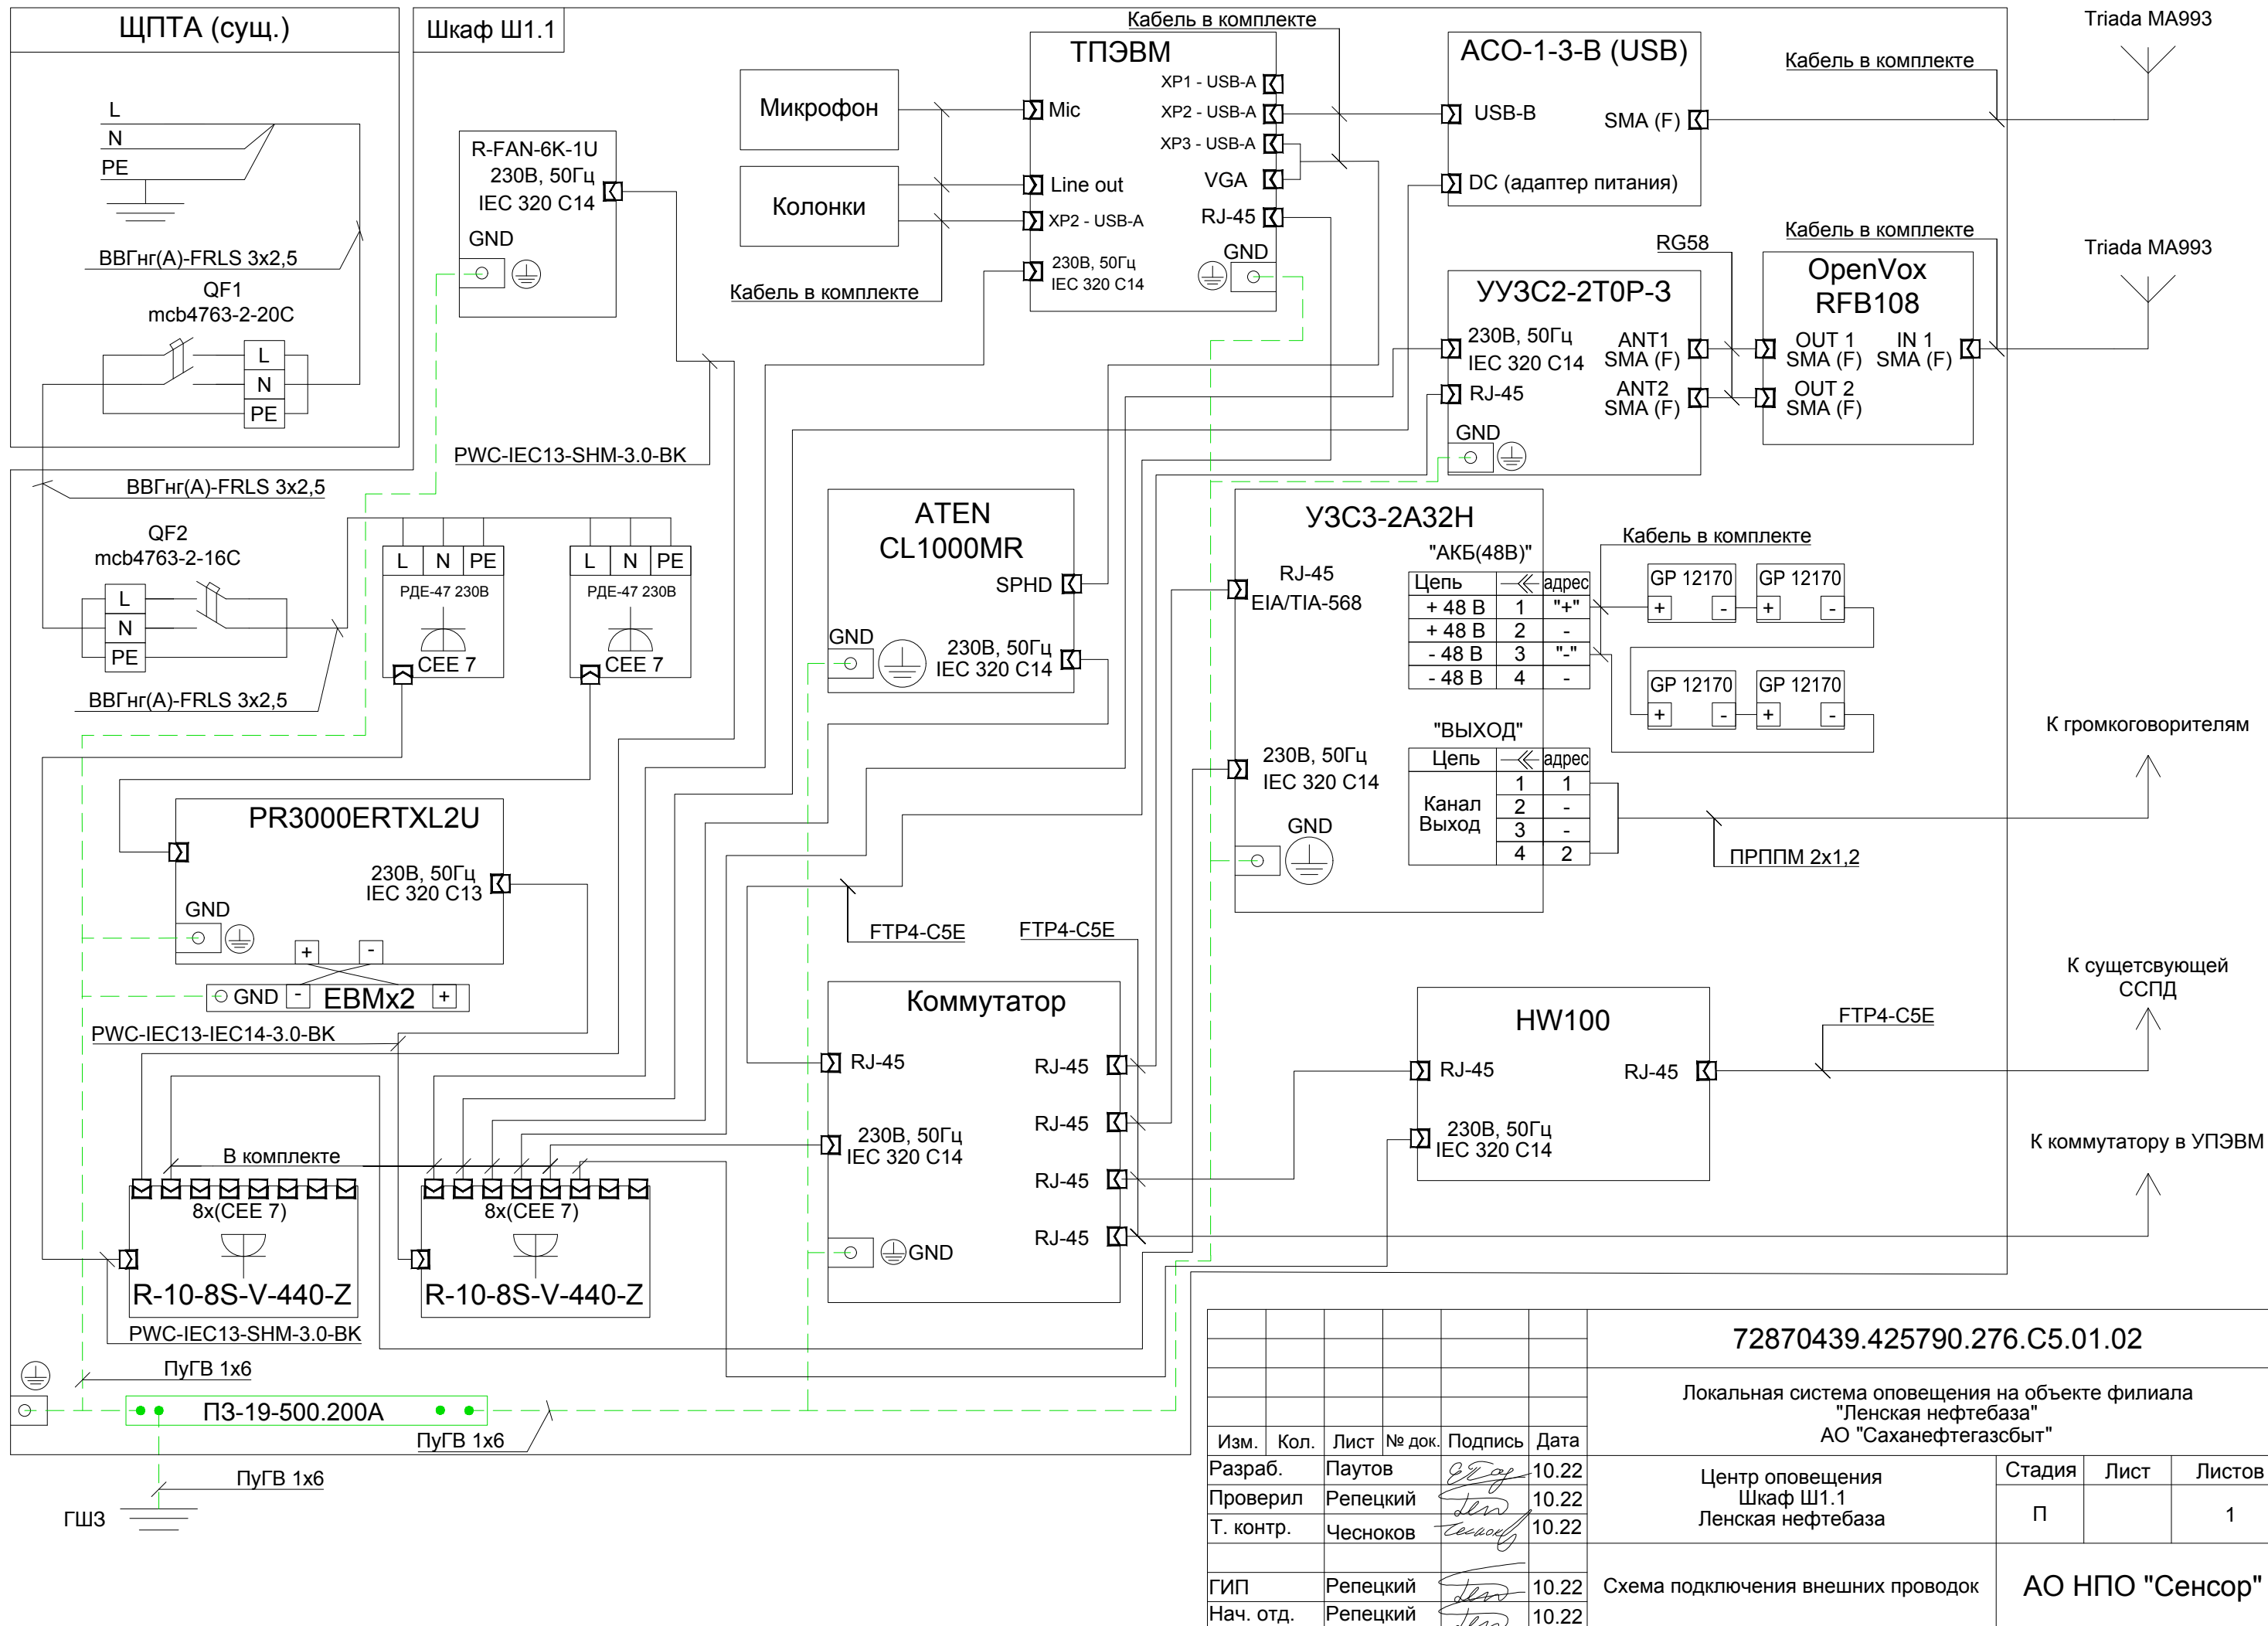 ЩПТА (сущ.)
L
N
PE
ВВГнг(А)-FRLS 3х2,5
QF1
mcb4763-2-20C
L
N
PE
Шкаф Ш1.1
R-FAN-6K-1U
230В, 50Гц
IEC 320 C14
GND
PWC-IEC13-SHM-3.0-BK
Микрофон
Колонки
Кабель в комплекте
Кабель в комплекте
ТПЭВМ
XP1 - USB-A
Mic
XP2 - USB-A
XP3 - USB-A
Line out
VGA
XP2 - USB-A
RJ-45
GND
230В, 50Гц
IEC 320 C14
АСО-1-3-В (USB)
USB-B
SMA (F)
DC (адаптер питания)
Кабель в комплекте
Triada MA993
RG58
Кабель в комплекте
Triada MA993
УУЗС2-2Т0Р-3
230В, 50Гц
IEC 320 C14
ANT1
SMA (F)
RJ-45
ANT2
SMA (F)
GND
OpenVox
RFB108
OUT 1
SMA (F)
IN 1
SMA (F)
OUT 2
SMA (F)
ВВГнг(А)-FRLS 3х2,5
QF2
mcb4763-2-16C
L
N
PE
ВВГнг(А)-FRLS 3х2,5
L N PE
РДЕ-47 230В
CEE 7
L N PE
РДЕ-47 230В
CEE 7
ATEN
CL1000MR
SPHD
GND
230В, 50Гц
IEC 320 C14
УЗС3-2А32Н
RJ-45
EIA/TIA-568
"АКБ(48В)"
Цепь адрес
+ 48 В 1 "+"
+ 48 В 2 -
- 48 В 3 "-"
- 48 В 4 -
"ВЫХОД"
Цепь адрес
Канал
Выход
1 1
2 -
3 -
4 2
230В, 50Гц
IEC 320 C14
GND
Кабель в комплекте
GP 12170
+ -
GP 12170
+ -
GP 12170
+ -
GP 12170
+ -
К громкоговорителям
ПРППМ 2х1,2
PR3000ERTXL2U
230В, 50Гц
IEC 320 C13
GND
+ -
GND - EBMx2 +
PWC-IEC13-IEC14-3.0-BK
FTP4-C5E
FTP4-C5E
Коммутатор
RJ-45
RJ-45
RJ-45
230В, 50Гц
IEC 320 C14
RJ-45
RJ-45
GND
HW100
RJ-45
RJ-45
230В, 50Гц
IEC 320 C14
FTP4-C5E
К сущетсвующей
ССПД
К коммутатору в УПЭВМ
В комплекте
8x(CEE 7)
R-10-8S-V-440-Z
8x(CEE 7)
R-10-8S-V-440-Z
PWC-IEC13-SHM-3.0-BK
ПуГВ 1х6
ПЗ-19-500.200А
ПуГВ 1х6
ПуГВ 1х6
ГШЗ
72870439.425790.276.С5.01.02
Локальная система оповещения на объекте филиала
"Ленская нефтебаза"
АО "Саханефтегазсбыт"
Изм. Кол. Лист № док. Подпись Дата
Разраб. Паутов 10.22
Проверил Репецкий 10.22
Т. контр. Чесноков 10.22
ГИП Репецкий 10.22
Нач. отд. Репецкий 10.22
Центр оповещения
Шкаф Ш1.1
Ленская нефтебаза
Стадия Лист Листов
П 1
Схема подключения внешних проводок
АО НПО "Сенсор"